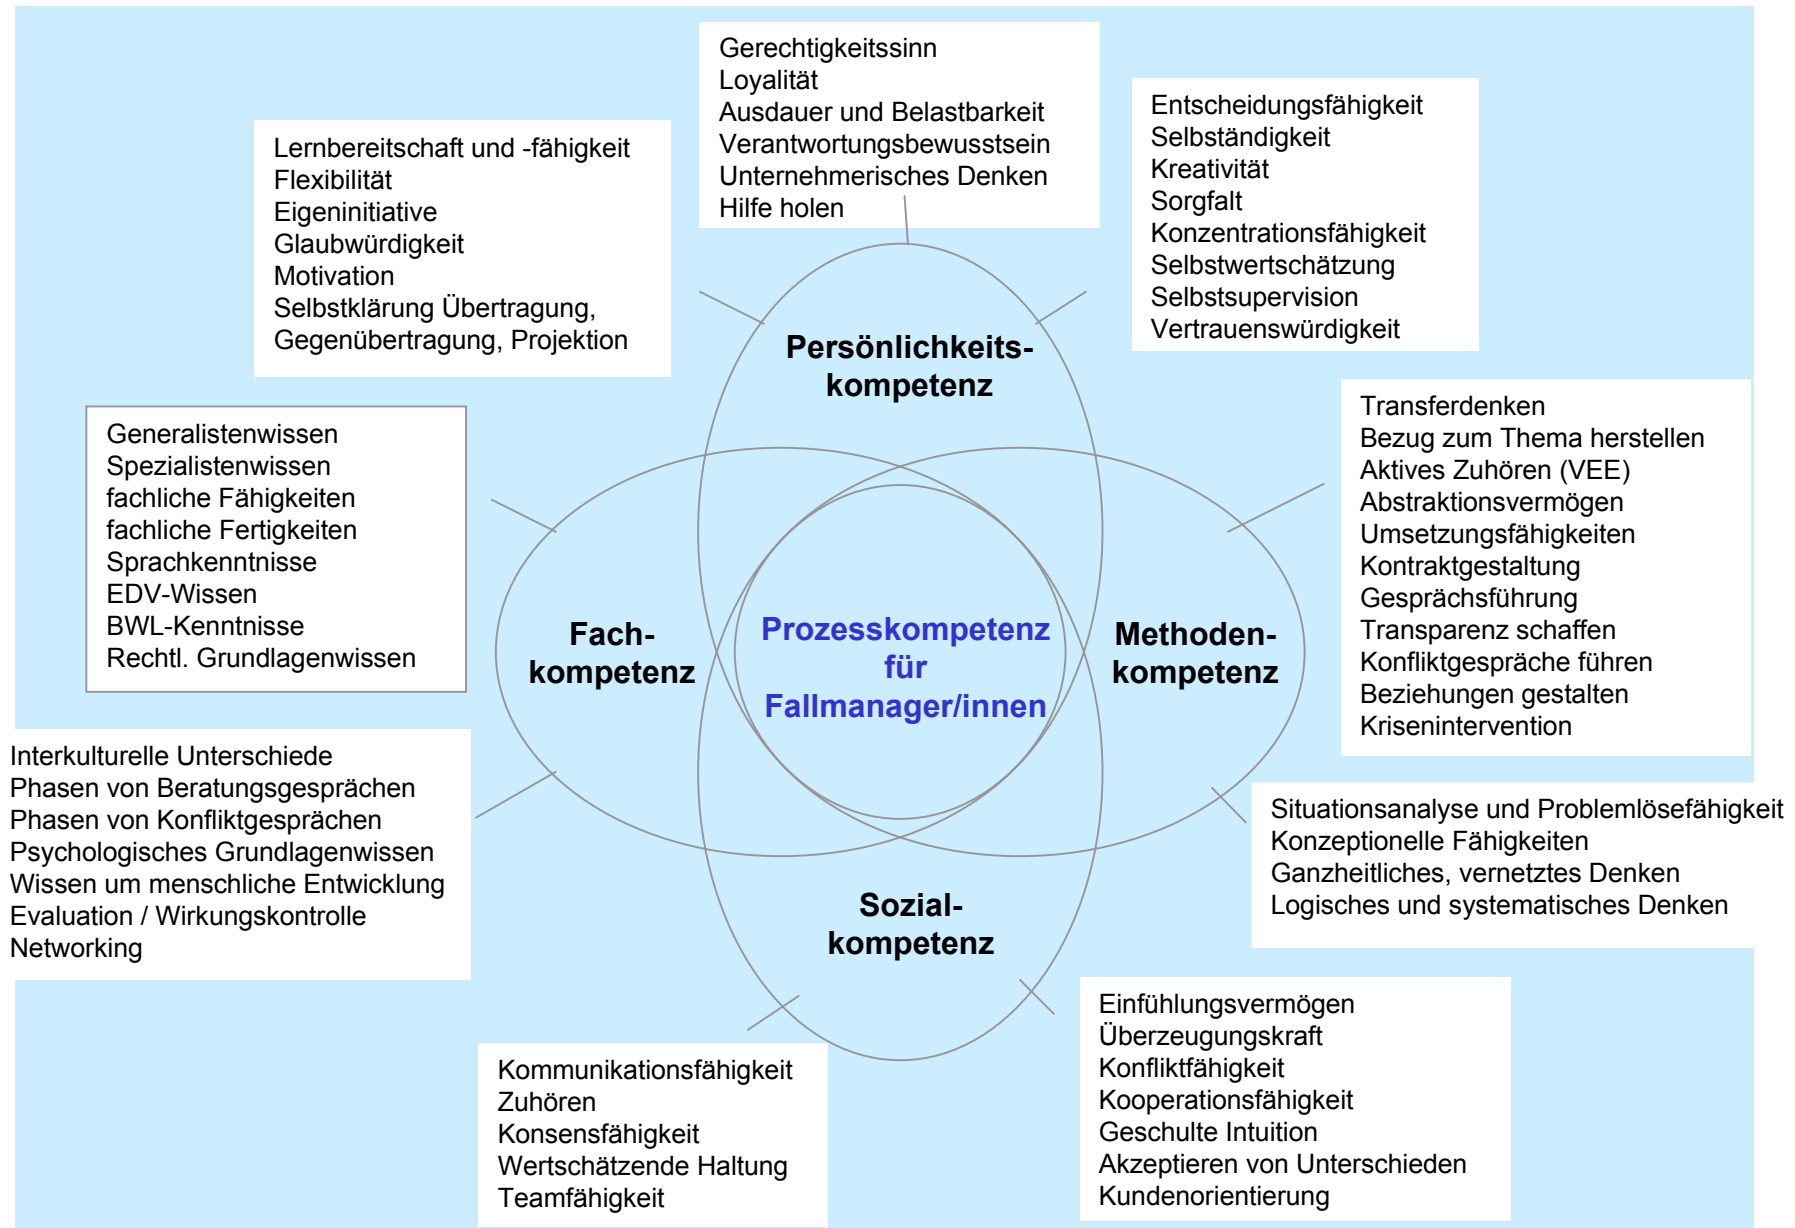 Gerechtigkeitssinn
Loyalität
Ausdauer und Belastbarkeit
Verantwortungsbewusstsein
Unternehmerisches Denken
Hilfe holen
Entscheidungsfähigkeit
Selbständigkeit
Kreativität
Sorgfalt
Konzentrationsfähigkeit
Selbstwertschätzung
Selbstsupervision
Vertrauenswürdigkeit
Lernbereitschaft und -fähigkeit
Flexibilität
Eigeninitiative
Glaubwürdigkeit
Motivation
Selbstklärung Übertragung,
Gegenübertragung, Projektion
Persönlichkeits-
kompetenz
Generalistenwissen
Spezialistenwissen
fachliche Fähigkeiten
fachliche Fertigkeiten
Sprachkenntnisse
EDV-Wissen
BWL-Kenntnisse
Rechtl. Grundlagenwissen
Transferdenken
Bezug zum Thema herstellen
Aktives Zuhören (VEE)
Abstraktionsvermögen
Umsetzungsfähigkeiten
Kontraktgestaltung
Gesprächsführung
Transparenz schaffen
Konfliktgespräche führen
Beziehungen gestalten
Krisenintervention
Fach-
kompetenz
Prozesskompetenz
für
Fallmanager/innen
Methoden-
kompetenz
Interkulturelle Unterschiede
Phasen von Beratungsgesprächen
Phasen von Konfliktgesprächen
Psychologisches Grundlagenwissen
Wissen um menschliche Entwicklung
Evaluation / Wirkungskontrolle
Networking
Situationsanalyse und Problemlösefähigkeit
Konzeptionelle Fähigkeiten
Ganzheitliches, vernetztes Denken
Logisches und systematisches Denken
Sozial-
kompetenz
Kommunikationsfähigkeit
Zuhören
Konsensfähigkeit
Wertschätzende Haltung
Teamfähigkeit
Einfühlungsvermögen
Überzeugungskraft
Konfliktfähigkeit
Kooperationsfähigkeit
Geschulte Intuition
Akzeptieren von Unterschieden
Kundenorientierung